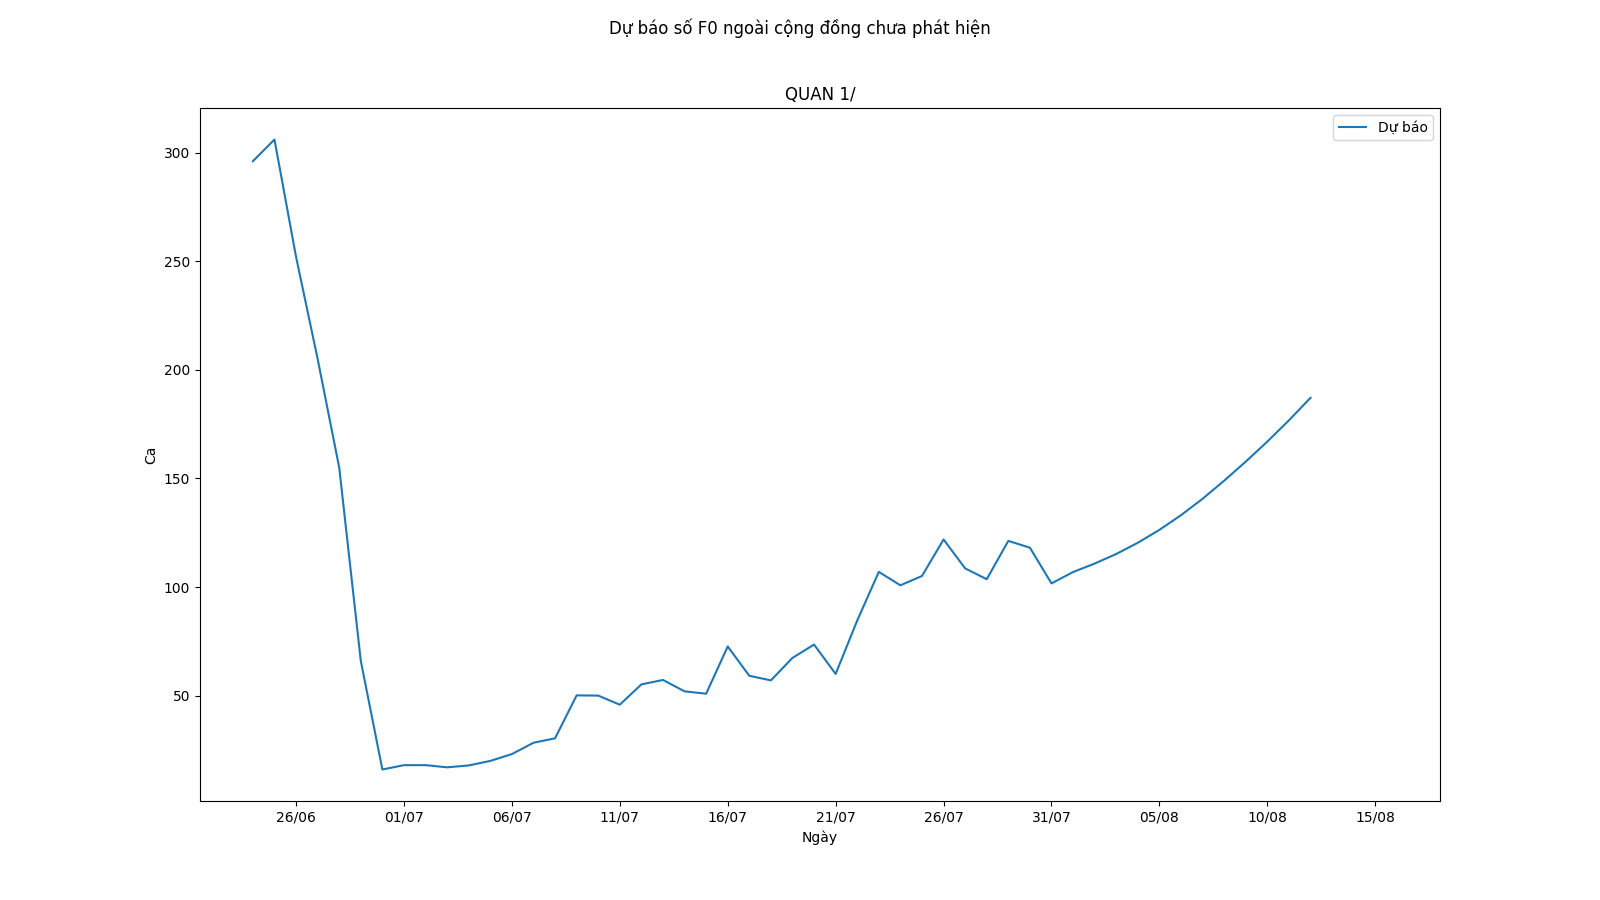 Dự báo số F0 ngoài cộng đồng chưa phát hiện
QUAN 1/
Dự báo
300
250
200
150
100
50
Ca
26/06 01/07 06/07 11/07 16/07 21/07 26/07 31/07 05/08 10/08 15/08
Ngày